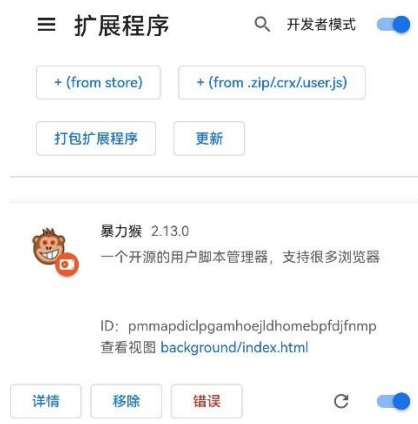 扩展程序 开发者模式
+ (from store) + (from .zip/.crx/.user.js)
打包扩展程序 更新
暴力猴 2.13.0
一个开源的用户脚本管理器，支持很多浏览器
ID：pmmapdiclpgamhoejldhomebpfdjfnmp
查看视图 background/index.html
详情 移除 错误